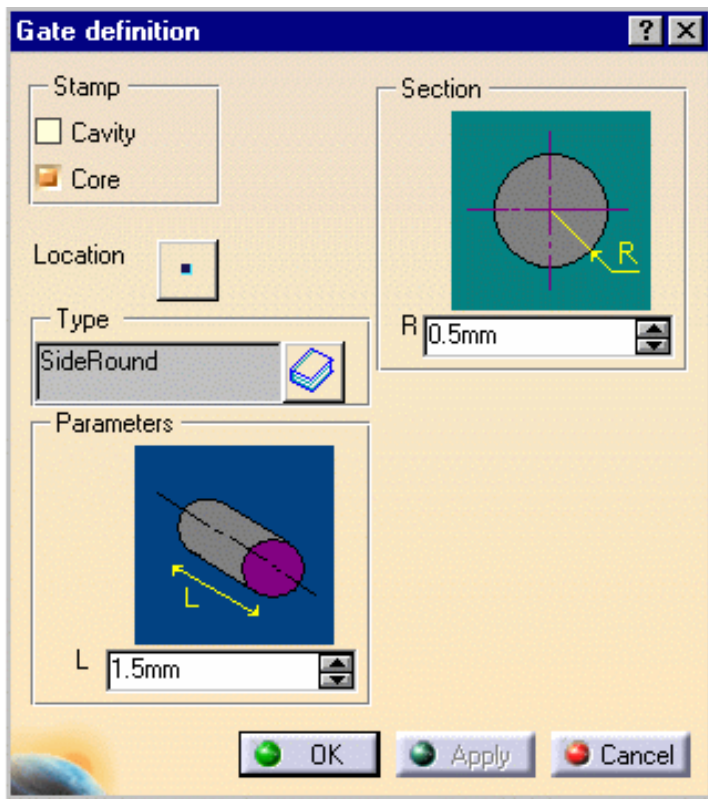 Gate definition
Stamp
Cavity
Core
Location
Type
SideRound
Parameters
L
L
1.5mm
Section
R
R
0.5mm
OK
Apply
Cancel